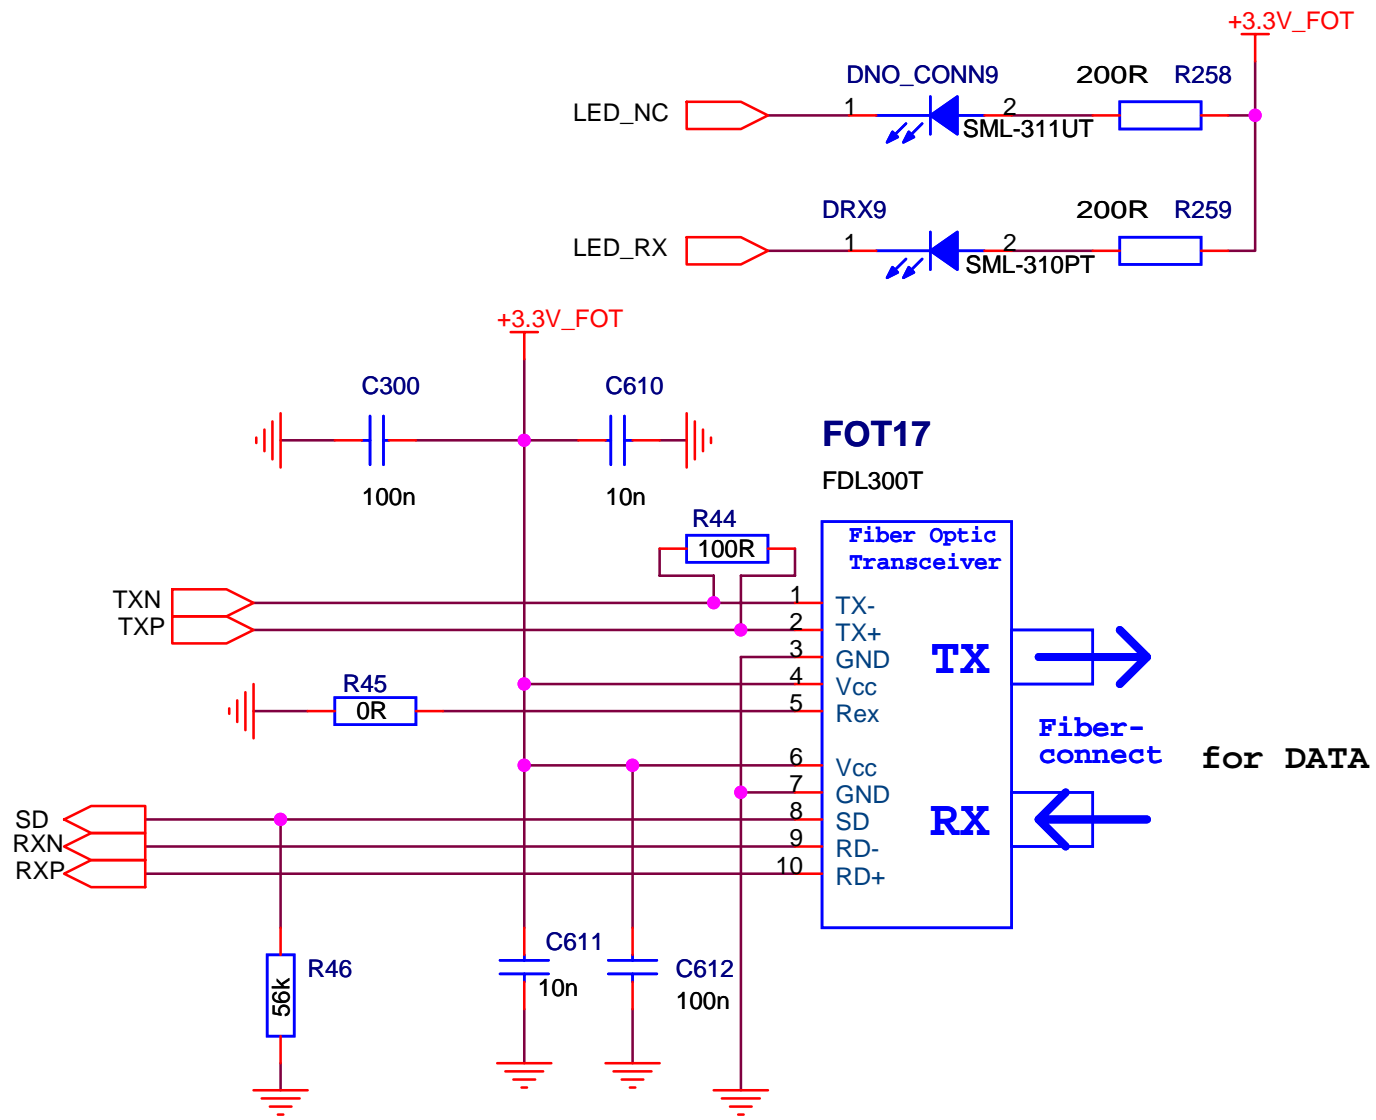 +3.3V_FOT
DNO_CONN9
200R R258
LED_NC
1
2
SML-311UT
DRX9
200R R259
LED_RX
1
2
SML-310PT
+3.3V_FOT
C300
C610
100n
10n
FOT17
FDL300T
R44
100R
Fiber Optic
Transceiver
TXN
1
TX-
TXP
2
TX+
3
GND
TX
R45
0R
4
Vcc
5
Rex
Fiber-
connect
for DATA
6
Vcc
7
GND
SD
8
SD
RX
RXN
9
RD-
RXP
10
RD+
C611
10n
C612
100n
R46
56k